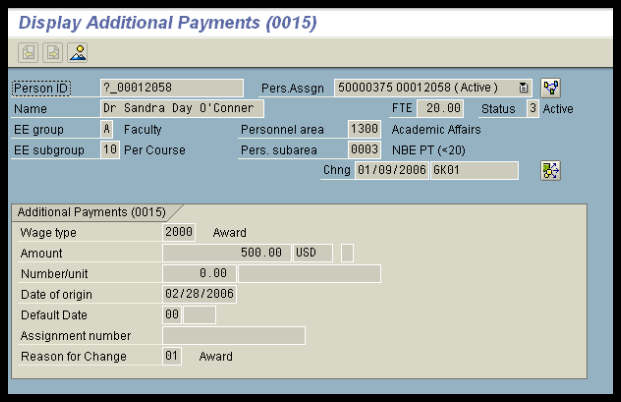 Display Additional Payments (0015)
Person ID ?_00012058 Pers.Assgn 50000375 00012058 ( Active )
Name Dr Sandra Day O'Conner FTE 20.00 Status 3 Active
EE group A Faculty Personnel area 1300 Academic Affairs
EE subgroup 10 Per Course Pers. subarea 0003 NBE PT (<20)
Chng 01/09/2006 GK01
Additional Payments (0015)
Wage type 2000 Award
Amount 500.00 USD
Number/unit 0.00
Date of origin 02/28/2006
Default Date 00
Assignment number
Reason for Change 01 Award